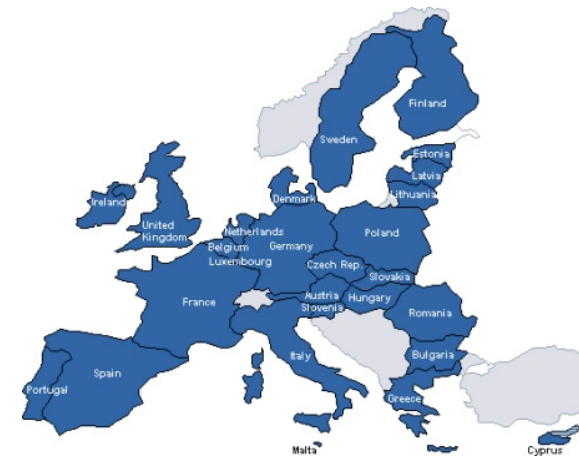 Finland
Sweden
Estonia
Latvia
Lithuania
Denmark
Ireland
United
Kingdom
Netherlands
Belgium
Germany
Poland
Luxembourg
Czech Rep.
Slovakia
Austria
Hungary
Slovenia
France
Romania
Italy
Bulgaria
Spain
Portugal
Greece
Malta
Cyprus